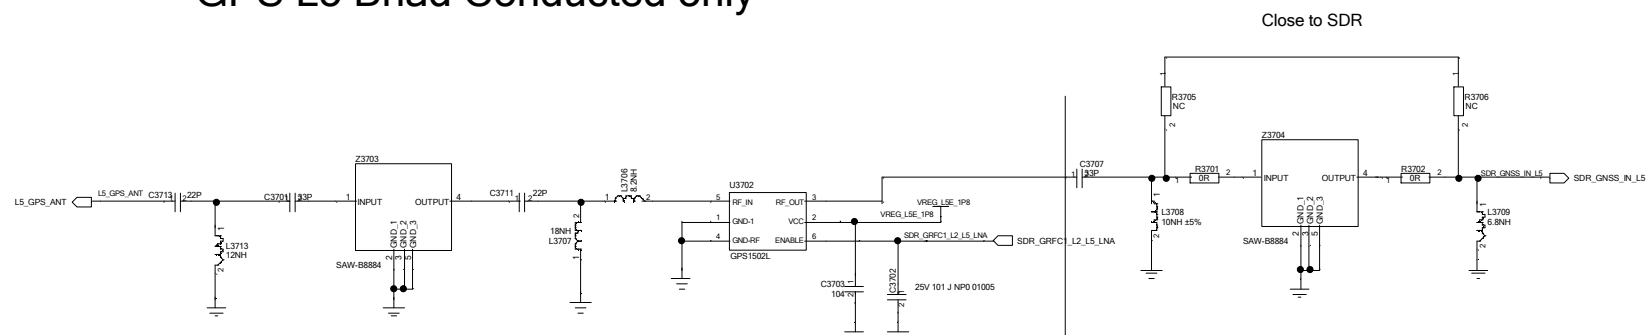 Close to SDR
R3705
NC
R3706
NC
Z3703
Z3704
L3706
8.2NH
U3702
C3707
33P
R3701
0R
R3702
0R
L5_GPS_ANT
L5_GPS_ANT
C3713
22P
C3701
33P
INPUT
OUTPUT
C3711
22P
RF_IN
RF_OUT
VREG_L5E_1P8
VREG_L5E_1P8
GND-1
VCC
GND-RF
ENABLE
GPS1502L
SDR_GRFC1_L2_L5_LNA
SDR_GRFC1_L2_L5_LNA
INPUT
OUTPUT
SDR_GNSS_IN_L5
SDR_GNSS_IN_L5
L3713
12NH
GND_1
GND_2
GND_3
SAW-B8884
18NH
L3707
C3703
104
C3702
25V 101 J NP0 01005
L3708
10NH ±5%
GND_1
GND_2
GND_3
SAW-B8884
L3709
6.8NH